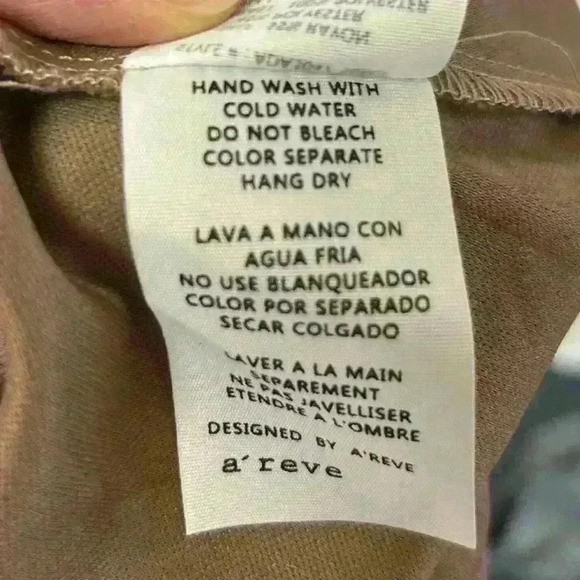 HAND WASH WITH
COLD WATER
DO NOT BLEACH
COLOR SEPARATE
HANG DRY
LAVA A MANO CON
AGUA FRIA
NO USE BLANQUEADOR
COLOR POR SEPARADO
SECAR COLGADO
LAVER A LA MAIN
SEPAREMENT
NE PAS JAVELLISER
ETENDRE A L'OMBRE
DESIGNED BY A'REVE
a'reve